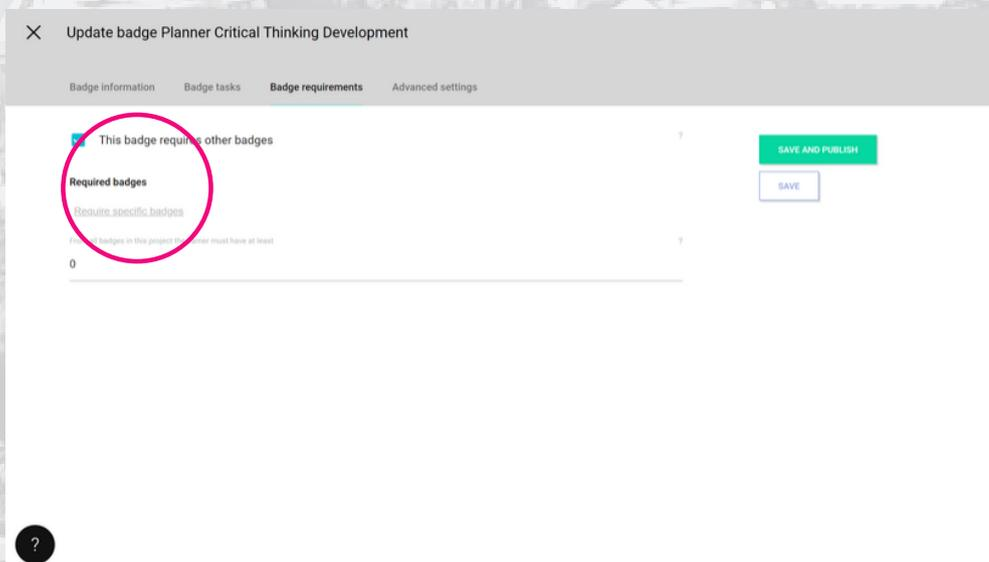 Update badge Planner Critical Thinking Development
Badge information Badge tasks Badge requirements Advanced settings
This badge requires other badges ?
SAVE AND PUBLISH
Required badges
SAVE
Require specific badges
badges in this project the earner must have at least ?
0
?